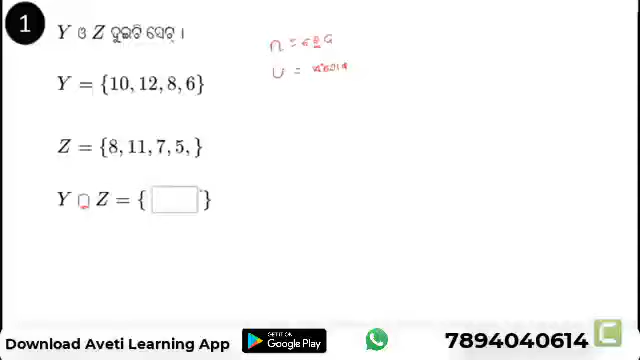 1
Y ଓ Z ଦୁଇଟି ସେଟ୍ ।
Y = {10, 12, 8, 6}
Z = {8, 11, 7, 5, }
Y ∩ Z = { }
∩ = ଛେଦ
∪ = ସଂଯୋଗ
Download Aveti Learning App
GET IT ON
Google Play
7894040614